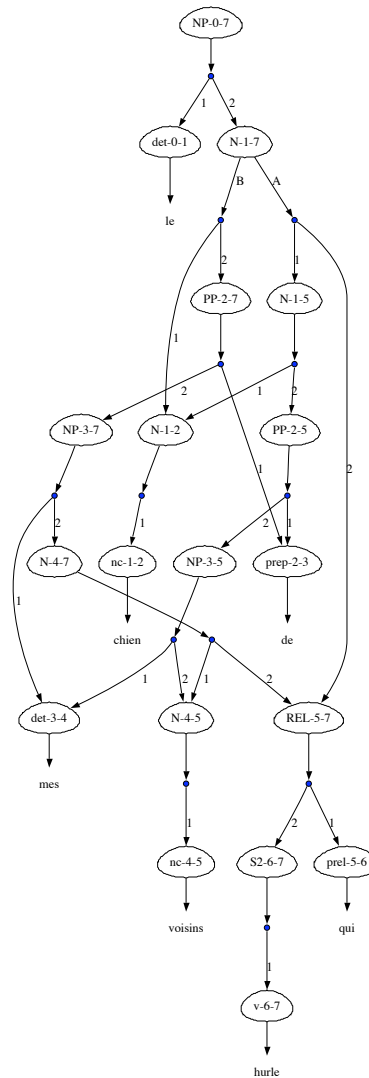 NP-0-7
1 2
det-0-1 N-1-7
B A
le
2 1
PP-2-7 N-1-5
1
2 1 2
NP-3-7 N-1-2 PP-2-5
1 2
2 1 2 1
N-4-7 nc-1-2 NP-3-5 prep-2-3
1
chien de
1 2 1 2
det-3-4 N-4-5 REL-5-7
mes
1 2 1
nc-4-5 S2-6-7 prel-5-6
voisins qui
1
v-6-7
hurle